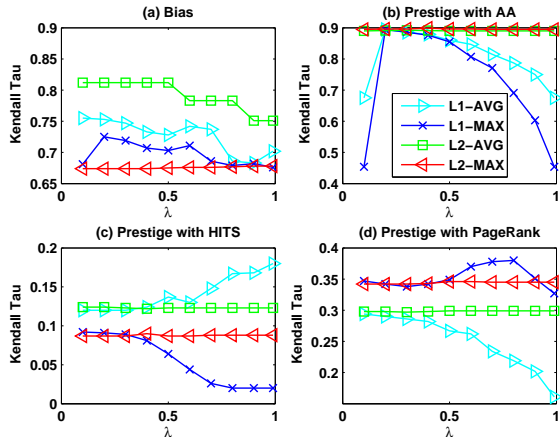 (a) Bias
Kendall Tau
0.9
0.85
0.8
0.75
0.7
0.65
0
0.5
1
λ
(b) Prestige with AA
Kendall Tau
0.9
0.8
0.7
0.6
0.5
0.4
0
0.5
1
λ
L1−AVG
L1−MAX
L2−AVG
L2−MAX
(c) Prestige with HITS
Kendall Tau
0.2
0.15
0.1
0.05
0
0
0.5
1
λ
(d) Prestige with PageRank
Kendall Tau
0.4
0.35
0.3
0.25
0.2
0
0.5
1
λ